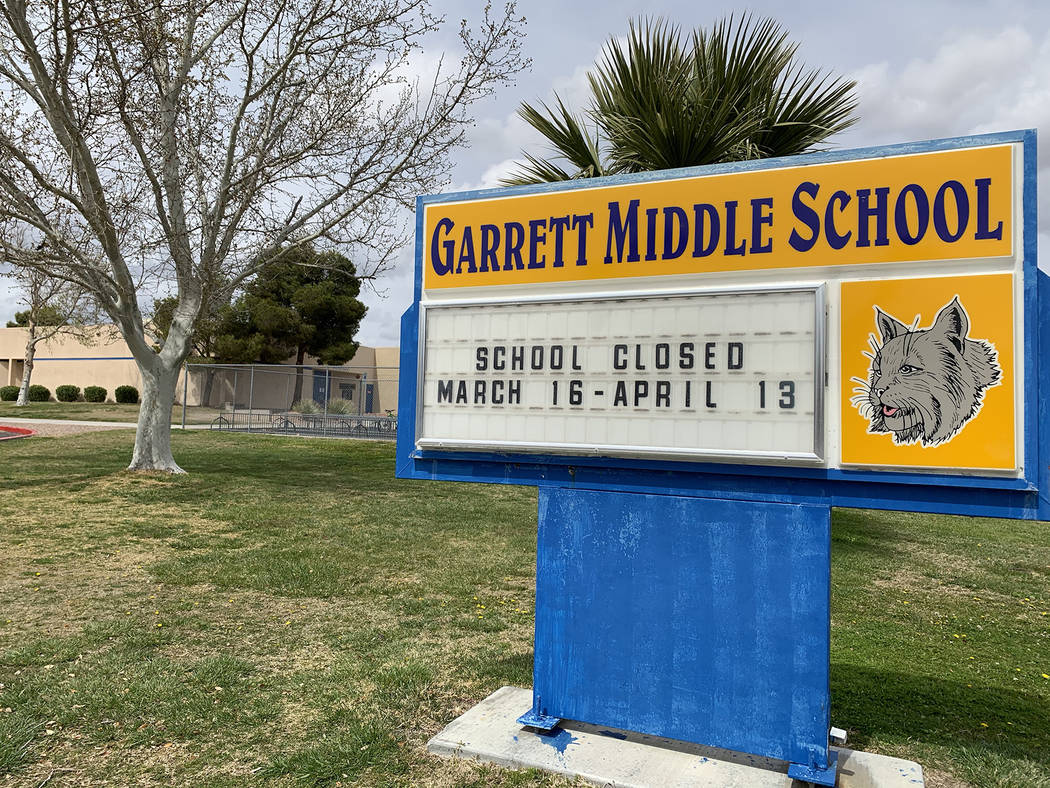 GARRETT MIDDLE SCHOOL
SCHOOL CLOSED
MARCH 16-APRIL 13